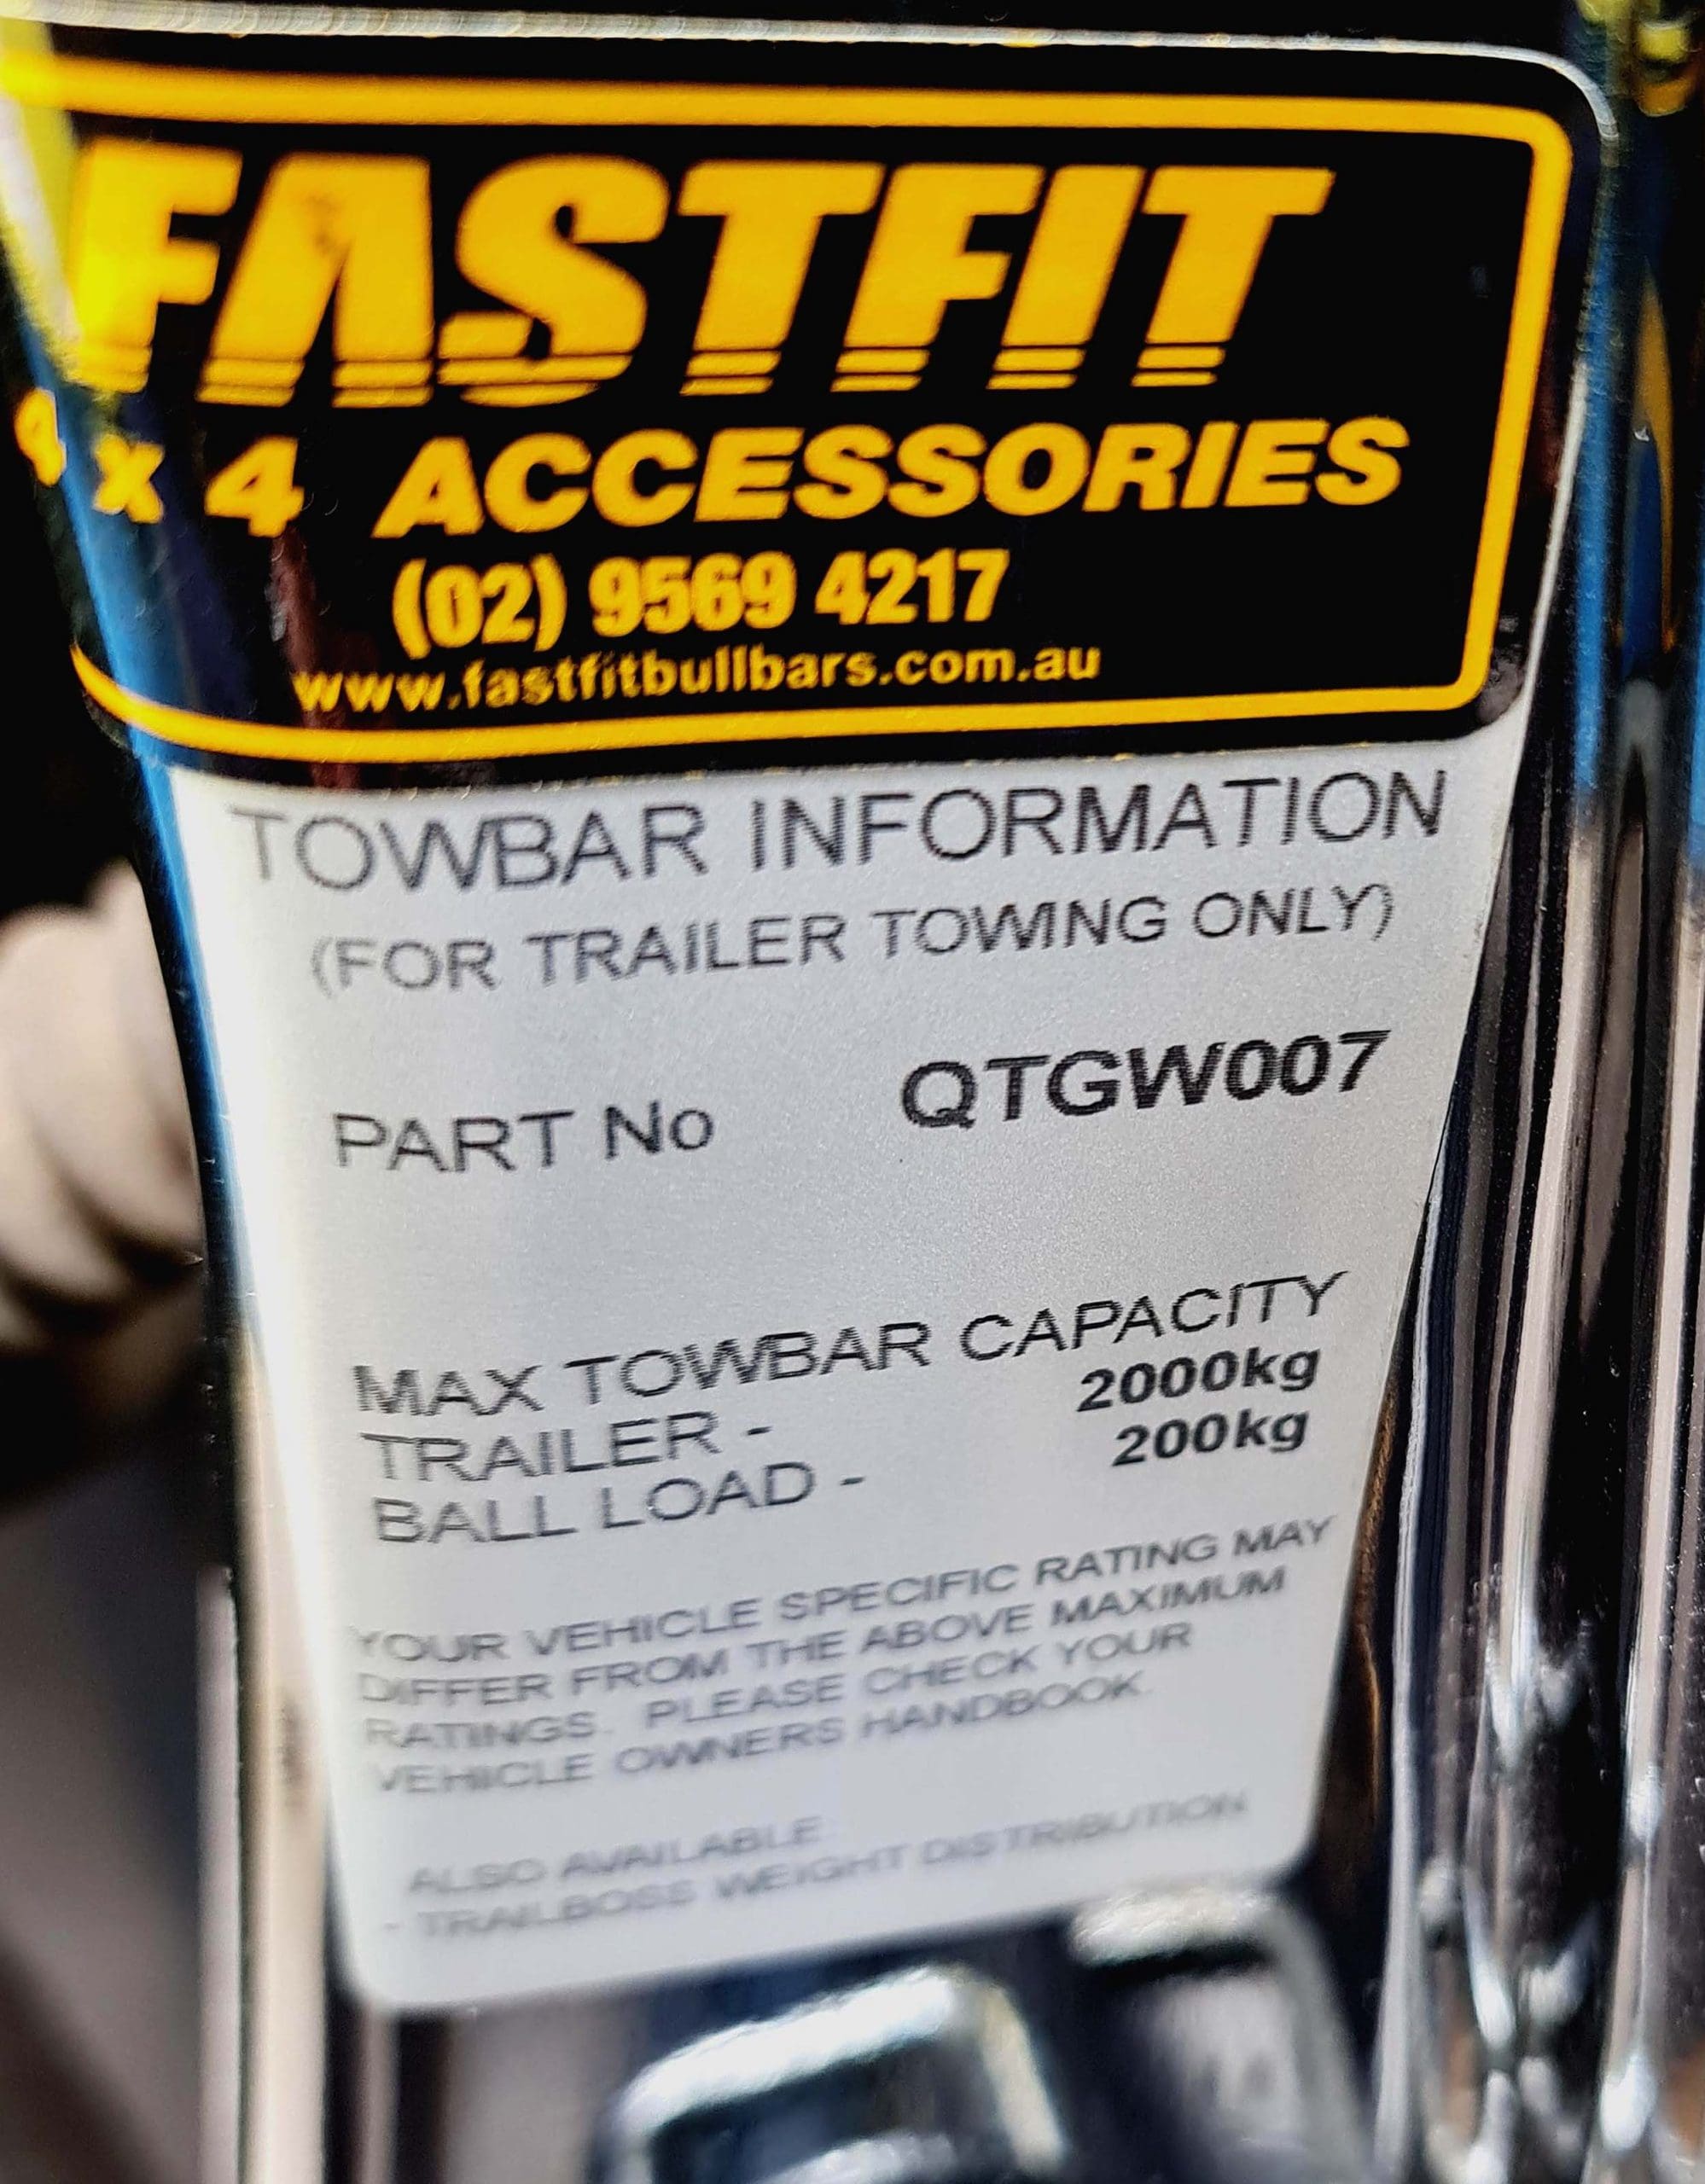 FASTFIT
4 x 4 ACCESSORIES
(02) 9569 4217
www.fastfitbullbars.com.au
TOWBAR INFORMATION
(FOR TRAILER TOWING ONLY)
PART No QTGW007
MAX TOWBAR CAPACITY
TRAILER - 2000kg
BALL LOAD - 200kg
YOUR VEHICLE SPECIFIC RATING MAY
DIFFER FROM THE ABOVE MAXIMUM
RATINGS. PLEASE CHECK YOUR
VEHICLE OWNERS HANDBOOK.
ALSO AVAILABLE:
- TRAILBOSS WEIGHT DISTRIBUTION